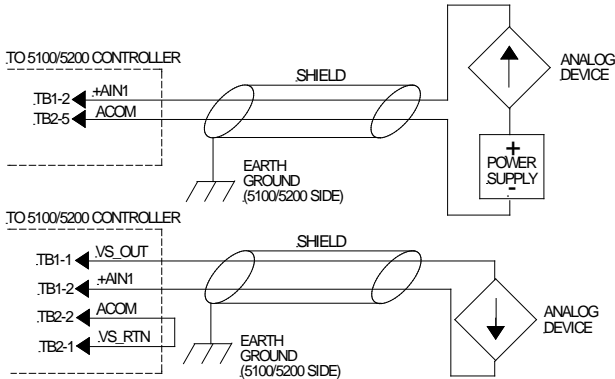 TO 5100/5200 CONTROLLER
SHIELD
ANALOG
DEVICE
TB1-2 +AIN1
TB2-5 ACOM
+
POWER
SUPPLY
-
EARTH
GROUND
(5100/5200 SIDE)
TO 5100/5200 CONTROLLER
SHIELD
TB1-1 VS_OUT
TB1-2 +AIN1
TB2-2 ACOM
TB2-1 VS_RTN
ANALOG
DEVICE
EARTH
GROUND
(5100/5200 SIDE)